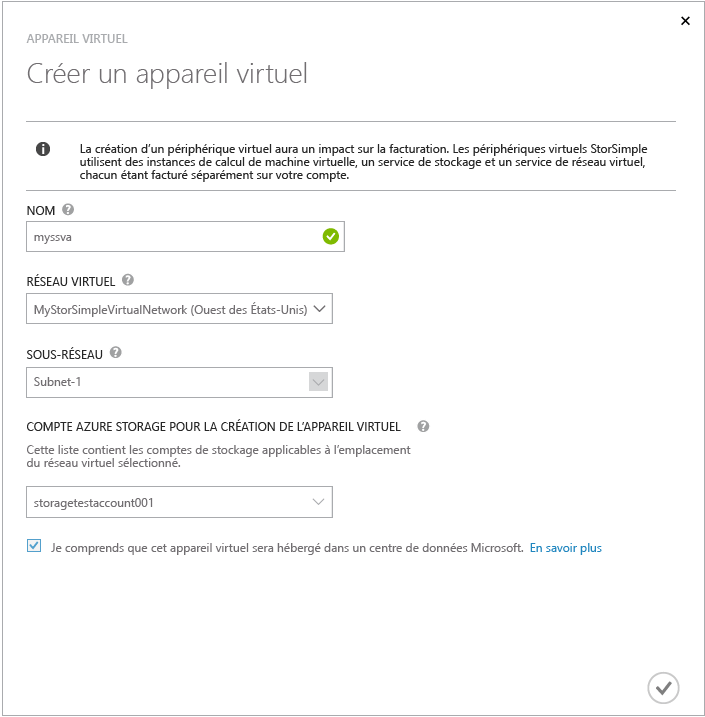 APPAREIL VIRTUEL
Créer un appareil virtuel
La création d'un périphérique virtuel aura un impact sur la facturation. Les périphériques virtuels StorSimple
utilisent des instances de calcul de machine virtuelle, un service de stockage et un service de réseau virtuel,
chacun étant facturé séparément sur votre compte.
NOM
myssva
RÉSEAU VIRTUEL
MyStorSimpleVirtualNetwork (Ouest des États-Unis)
SOUS-RÉSEAU
Subnet-1
COMPTE AZURE STORAGE POUR LA CRÉATION DE L'APPAREIL VIRTUEL
Cette liste contient les comptes de stockage applicables à l'emplacement
du réseau virtuel sélectionné.
storagetestaccount001
Je comprends que cet appareil virtuel sera hébergé dans un centre de données Microsoft. En savoir plus